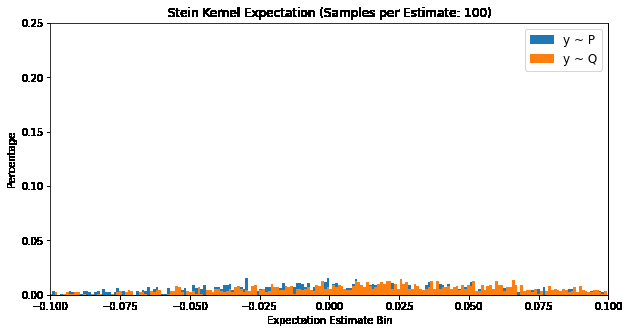 Stein Kernel Expectation (Samples per Estimate: 100)
0.25
0.20
0.15
0.10
0.05
0.00
Percentage
y ~ P
y ~ Q
−0.100 −0.075 −0.050 −0.025 0.000 0.025 0.050 0.075 0.100
Expectation Estimate Bin